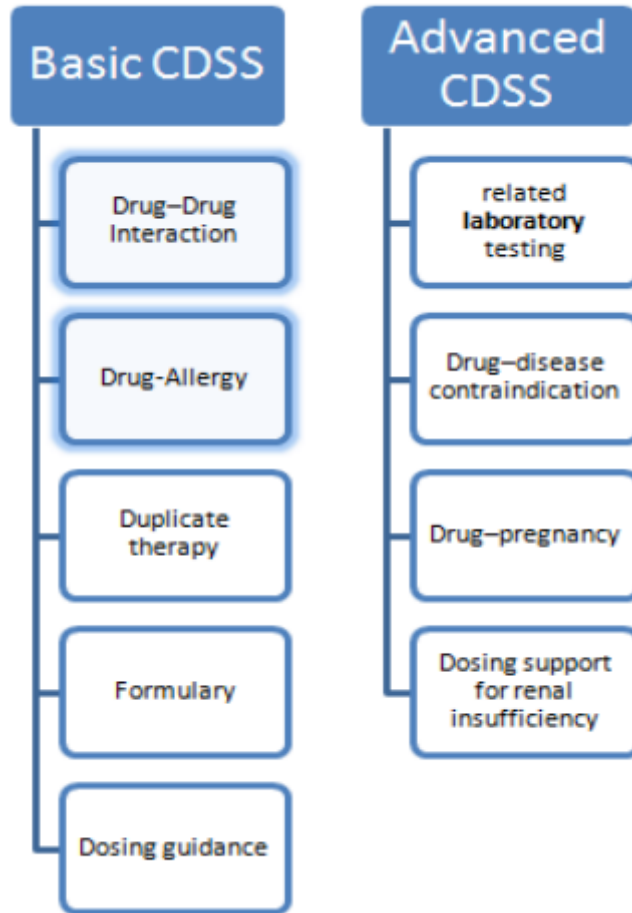 Basic CDSS
Drug–Drug
Interaction
Drug-Allergy
Duplicate
therapy
Formulary
Dosing guidance
Advanced
CDSS
related
laboratory
testing
Drug–disease
contraindication
Drug–pregnancy
Dosing support
for renal
insufficiency